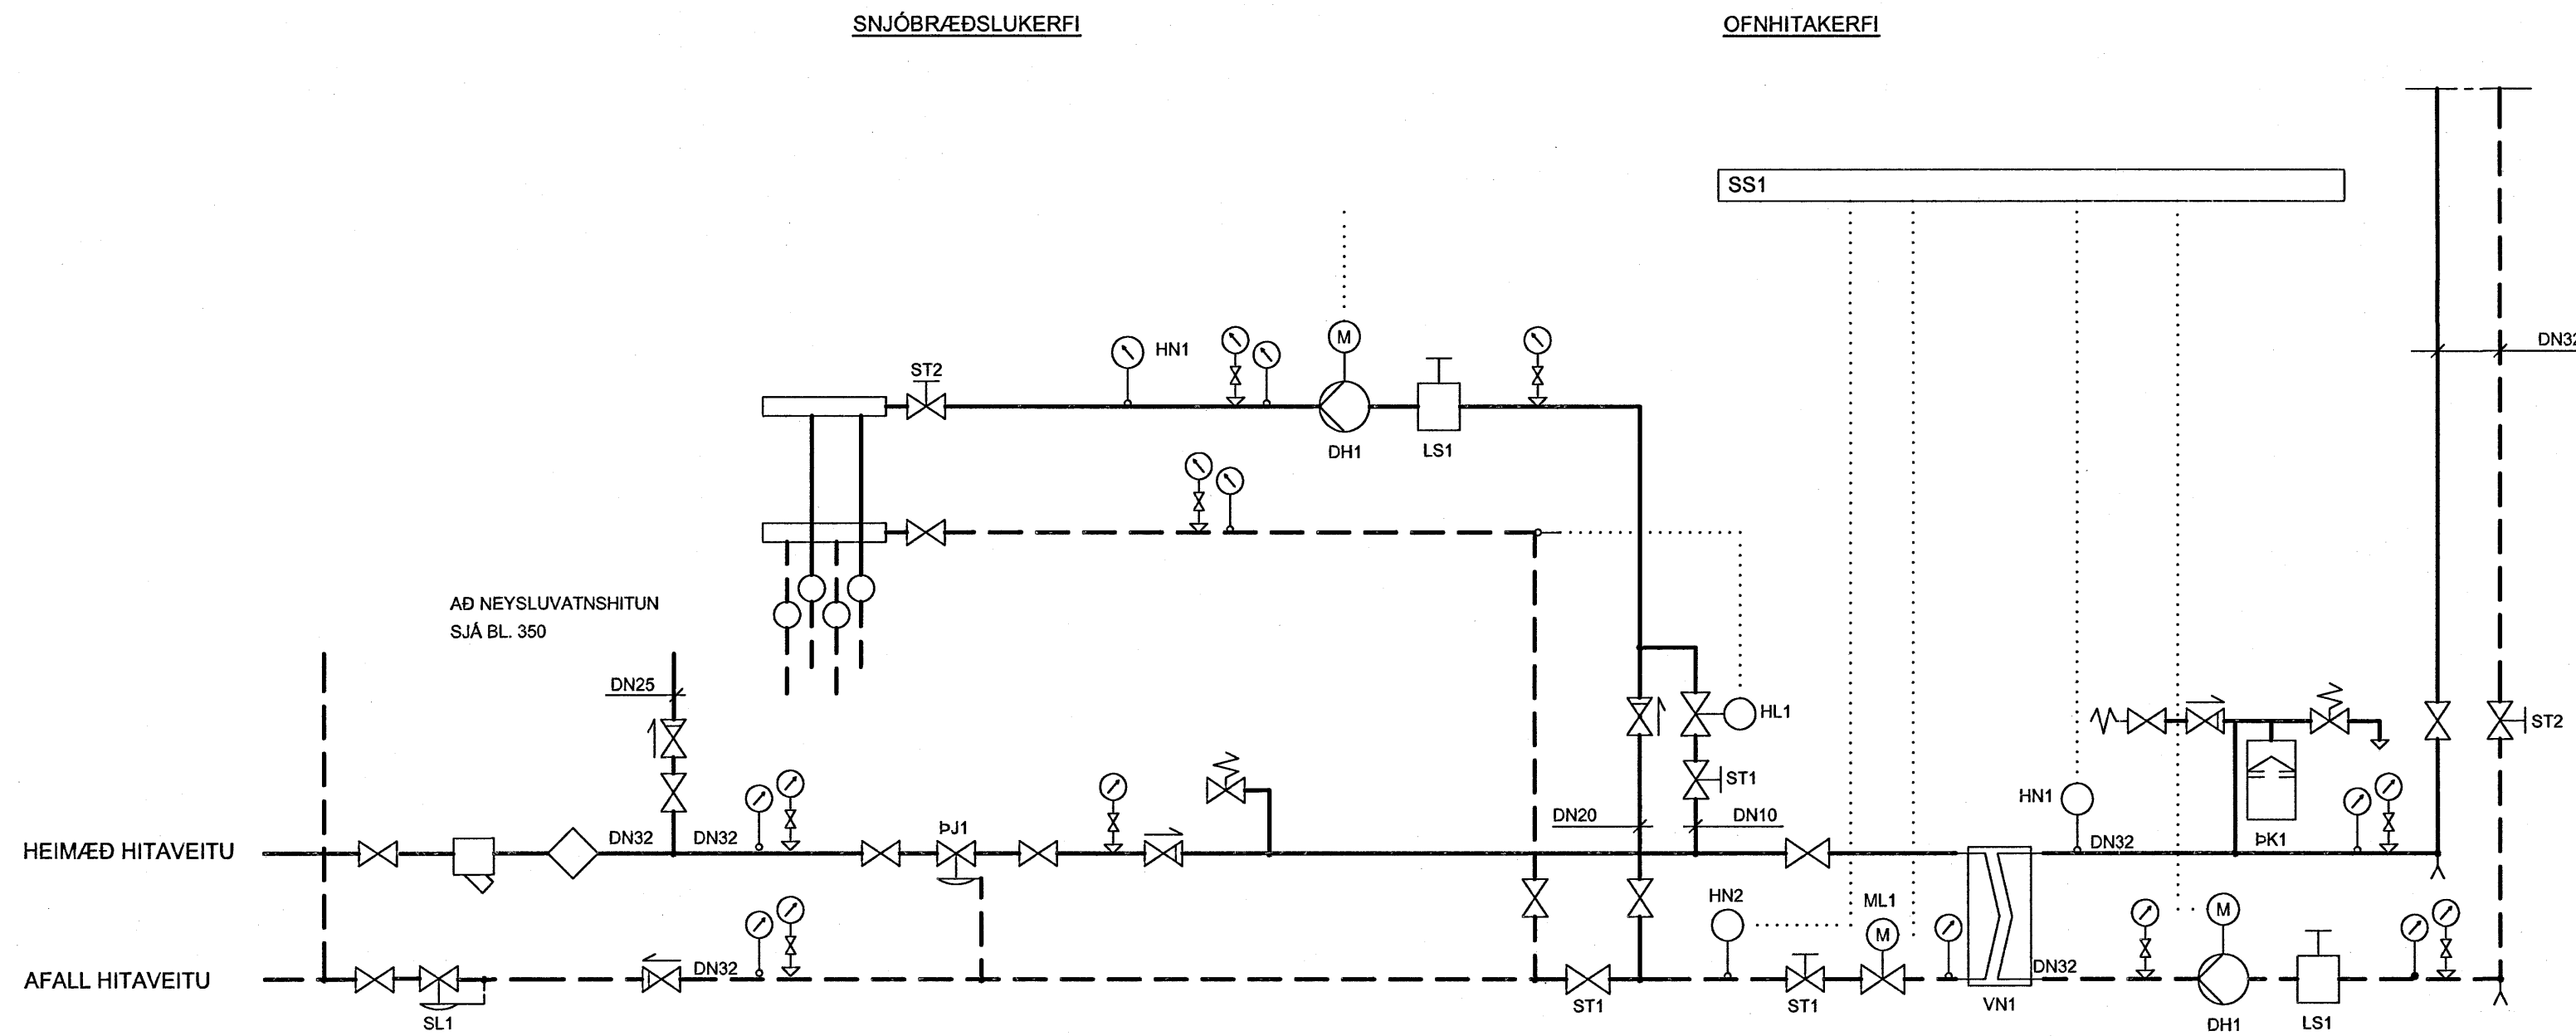 SNJÓBRÆÐSLUKERFI
OFNHITAKERFI
SS1
DN32
M
HN1
ST2
DH1
LS1
AÐ NEYSLUVATNSHITUN
SJÁ BL. 350
DN25
HL1
ST2
ST1
HN1
DN20
DN10
ÞJ1
DN32
DN32
DN32
ÞK1
HEIMÆÐ HITAVEITU
HN2
ML1
M
M
DN32
DN32
AFALL HITAVEITU
SL1
ST1
ST1
VN1
DH1
LS1